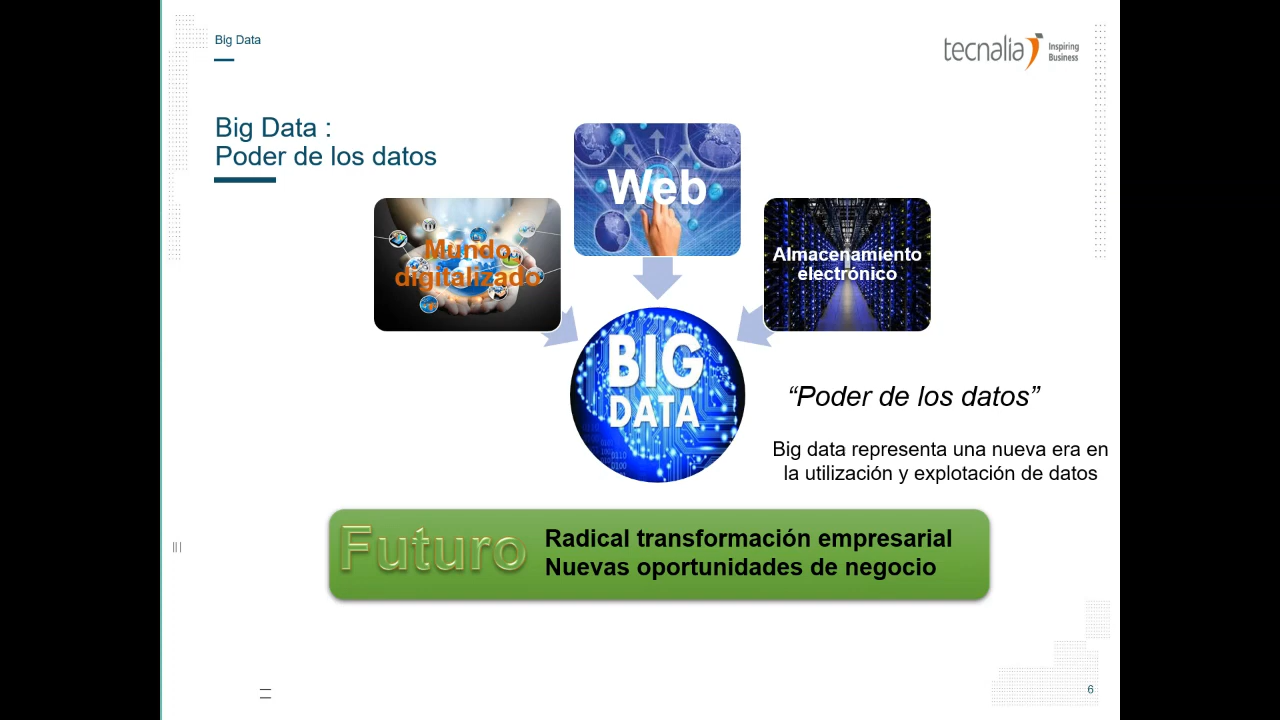 Big Data
tecnalia Inspiring
Business
Big Data :
Poder de los datos
Web
Mundo
digitalizado
Almacenamiento
electrónico
BIG
DATA
“Poder de los datos”
Big data representa una nueva era en
la utilización y explotación de datos
Futuro
Radical transformación empresarial
Nuevas oportunidades de negocio
6